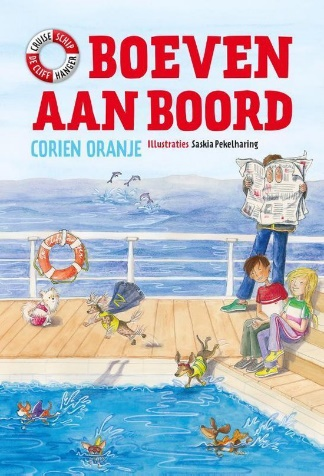 CRUISE SCHIP
DE CLIFF HANGER
BOEVEN
AAN BOORD
CORIEN ORANJE Illustraties Saskia Pekelharing